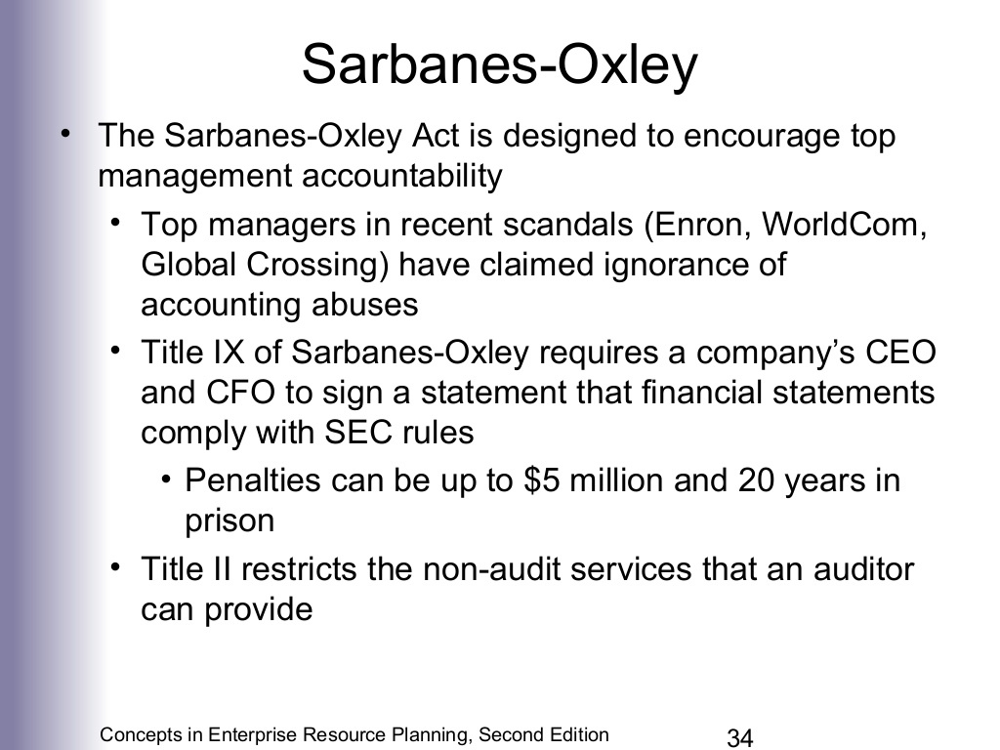 Sarbanes-Oxley
• The Sarbanes-Oxley Act is designed to encourage top
management accountability
• Top managers in recent scandals (Enron, WorldCom,
Global Crossing) have claimed ignorance of
accounting abuses
• Title IX of Sarbanes-Oxley requires a company’s CEO
and CFO to sign a statement that financial statements
comply with SEC rules
• Penalties can be up to $5 million and 20 years in
prison
• Title II restricts the non-audit services that an auditor
can provide
Concepts in Enterprise Resource Planning, Second Edition
34